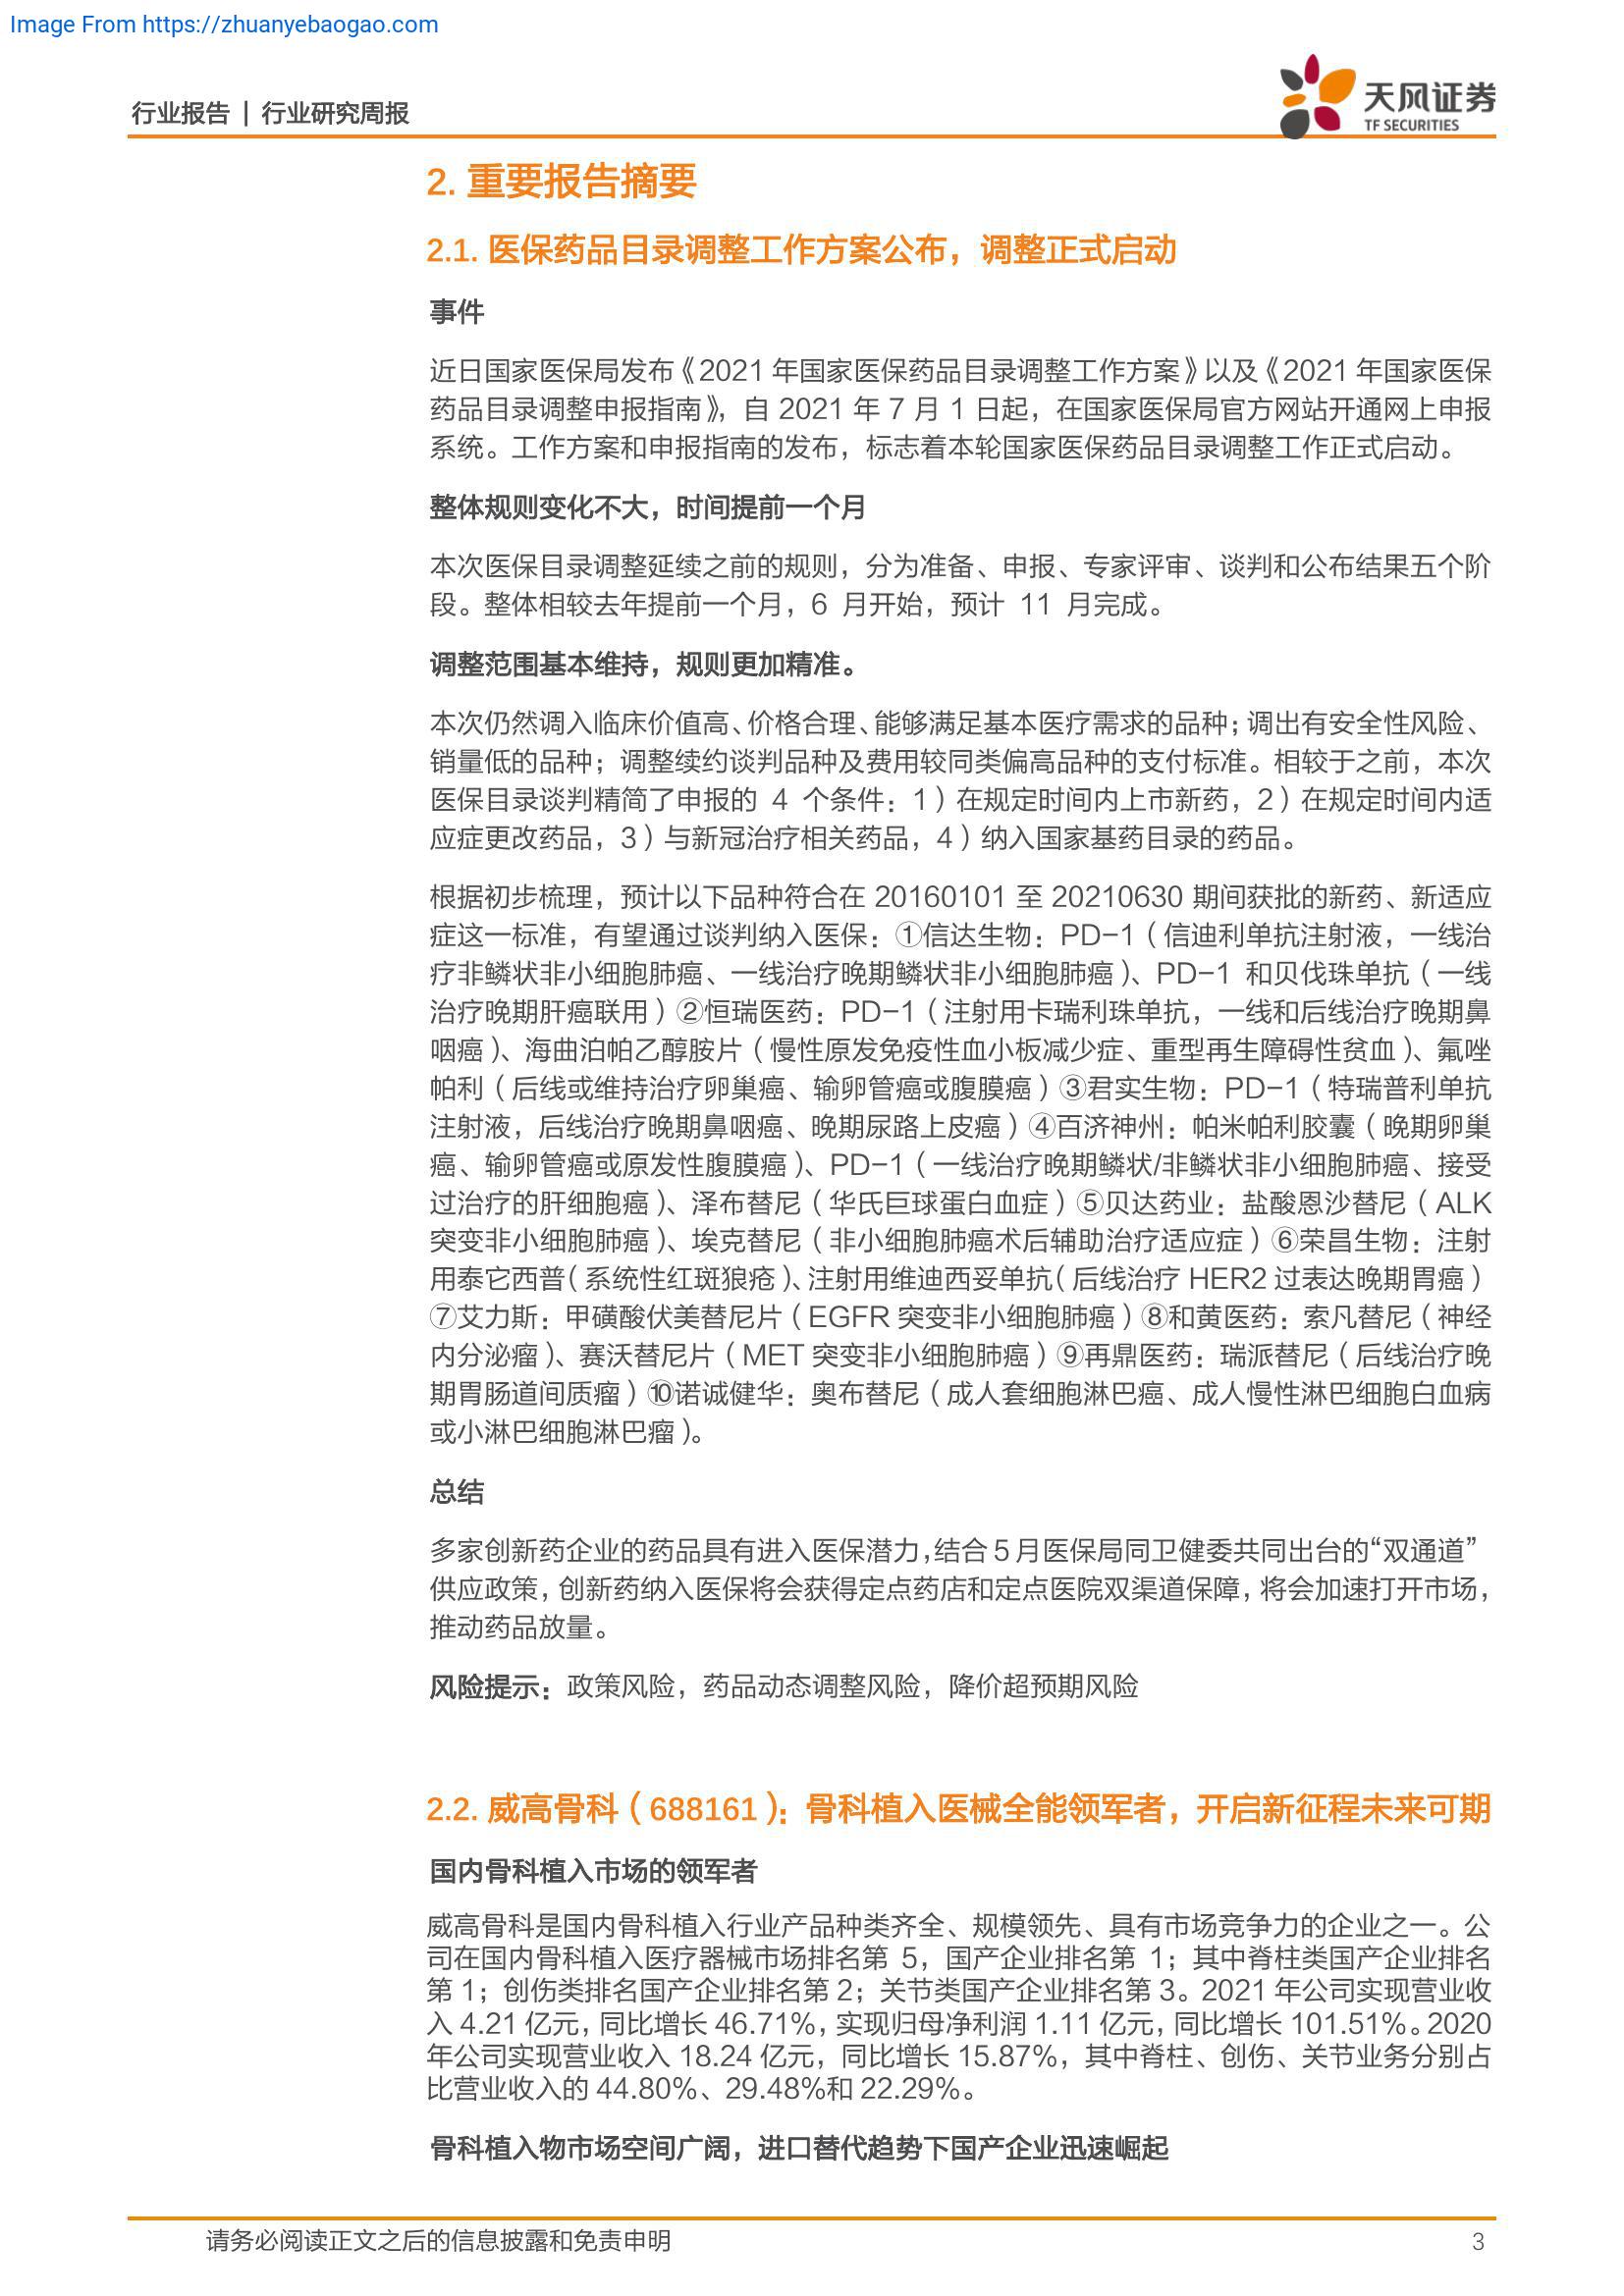 Image From https://zhuanyebaogao.com
行业报告 | 行业研究周报
天风证券
TF SECURITIES
2. 重要报告摘要
2.1. 医保药品目录调整工作方案公布，调整正式启动
事件
近日国家医保局发布《2021 年国家医保药品目录调整工作方案》以及《2021 年国家医保
药品目录调整申报指南》，自 2021 年 7 月 1 日起，在国家医保局官方网站开通网上申报
系统。工作方案和申报指南的发布，标志着本轮国家医保药品目录调整工作正式启动。
整体规则变化不大，时间提前一个月
本次医保目录调整延续之前的规则，分为准备、申报、专家评审、谈判和公布结果五个阶
段。整体相较去年提前一个月，6 月开始，预计 11 月完成。
调整范围基本维持，规则更加精准。
本次仍然调入临床价值高、价格合理、能够满足基本医疗需求的品种；调出有安全性风险、
销量低的品种；调整续约谈判品种及费用较同类偏高品种的支付标准。相较于之前，本次
医保目录谈判精简了申报的 4 个条件：1）在规定时间内上市新药，2）在规定时间内适
应症更改药品，3）与新冠治疗相关药品，4）纳入国家基药目录的药品。
根据初步梳理，预计以下品种符合在 20160101 至 20210630 期间获批的新药、新适应
症这一标准，有望通过谈判纳入医保：①信达生物：PD-1（信迪利单抗注射液，一线治
疗非鳞状非小细胞肺癌、一线治疗晚期鳞状非小细胞肺癌）、PD-1 和贝伐珠单抗（一线
治疗晚期肝癌联用）②恒瑞医药：PD-1（注射用卡瑞利珠单抗，一线和后线治疗晚期鼻
咽癌）、海曲泊帕乙醇胺片（慢性原发免疫性血小板减少症、重型再生障碍性贫血）、氟唑
帕利（后线或维持治疗卵巢癌、输卵管癌或腹膜癌）③君实生物：PD-1（特瑞普利单抗
注射液，后线治疗晚期鼻咽癌、晚期尿路上皮癌）④百济神州：帕米帕利胶囊（晚期卵巢
癌、输卵管癌或原发性腹膜癌）、PD-1（一线治疗晚期鳞状/非鳞状非小细胞肺癌、接受
过治疗的肝细胞癌）、泽布替尼（华氏巨球蛋白血症）⑤贝达药业：盐酸恩沙替尼（ALK
突变非小细胞肺癌）、埃克替尼（非小细胞肺癌术后辅助治疗适应症）⑥荣昌生物：注射
用泰它西普（系统性红斑狼疮）、注射用维迪西妥单抗（后线治疗 HER2 过表达晚期胃癌）
⑦艾力斯：甲磺酸伏美替尼片（EGFR 突变非小细胞肺癌）⑧和黄医药：索凡替尼（神经
内分泌瘤）、赛沃替尼片（MET 突变非小细胞肺癌）⑨再鼎医药：瑞派替尼（后线治疗晚
期胃肠道间质瘤）⑩诺诚健华：奥布替尼（成人套细胞淋巴癌、成人慢性淋巴细胞白血病
或小淋巴细胞淋巴瘤）。
总结
多家创新药企业的药品具有进入医保潜力，结合 5 月医保局同卫健委共同出台的“双通道”
供应政策，创新药纳入医保将会获得定点药店和定点医院双渠道保障，将会加速打开市场，
推动药品放量。
风险提示：政策风险，药品动态调整风险，降价超预期风险
2.2. 威高骨科（688161）：骨科植入医械全能领军者，开启新征程未来可期
国内骨科植入市场的领军者
威高骨科是国内骨科植入行业产品种类齐全、规模领先、具有市场竞争力的企业之一。公
司在国内骨科植入医疗器械市场排名第 5，国产企业排名第 1；其中脊柱类国产企业排名
第 1；创伤类排名国产企业排名第 2；关节类国产企业排名第 3。2021 年公司实现营业收
入 4.21 亿元，同比增长 46.71%，实现归母净利润 1.11 亿元，同比增长 101.51%。2020
年公司实现营业收入 18.24 亿元，同比增长 15.87%，其中脊柱、创伤、关节业务分别占
比营业收入的 44.80%、29.48%和 22.29%。
骨科植入物市场空间广阔，进口替代趋势下国产企业迅速崛起
请务必阅读正文之后的信息披露和免责申明
3